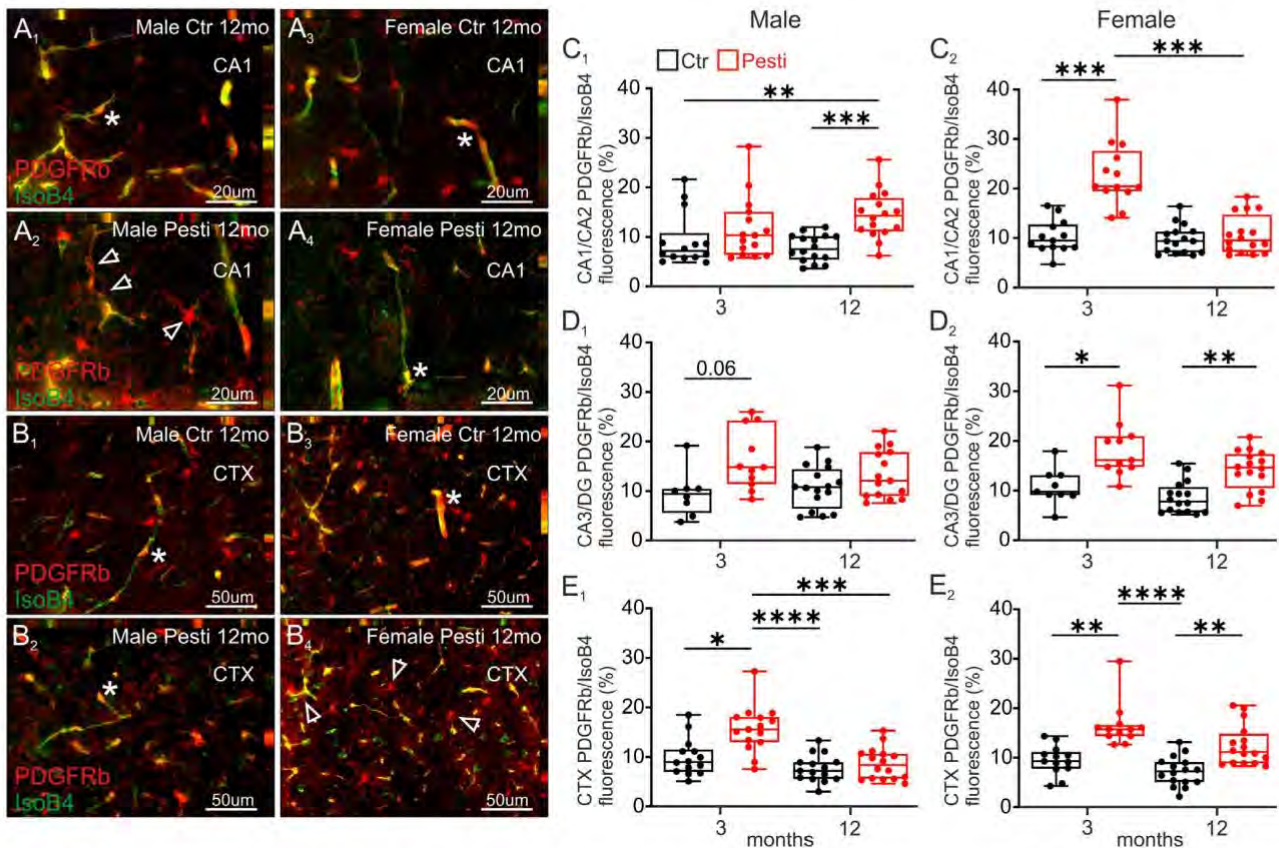 A1 Male Ctr 12mo
CA1
*
PDGFRb
IsoB4
20um
A3 Female Ctr 12mo
CA1
*
20um
A2 Male Pesti 12mo
CA1
PDGFRb
IsoB4
20um
A4 Female Pesti 12mo
CA1
*
20um
B1 Male Ctr 12mo
CTX
*
PDGFRb
IsoB4
50um
B3 Female Ctr 12mo
CTX
*
50um
B2 Male Pesti 12mo
CTX
*
PDGFRb
IsoB4
50um
B4 Female Pesti 12mo
CTX
50um
Male
Female
C1
Ctr Pesti
CA1/CA2 PDGFRb/IsoB4
fluorescence (%)
50
40
30
20
10
0
**
***
3 12
C2
CA1/CA2 PDGFRb/IsoB4
fluorescence (%)
50
40
30
20
10
0
***
***
3 12
D1
CA3/DG PDGFRb/IsoB4
fluorescence (%)
40
30
20
10
0
0.06
3 12
D2
CA3/DG PDGFRb/IsoB4
fluorescence (%)
40
30
20
10
0
*
**
3 12
E1
CTX PDGFRb/IsoB4
fluorescence (%)
40
30
20
10
0
***
****
*
3 12
months
E2
CTX PDGFRb/IsoB4
fluorescence (%)
40
30
20
10
0
****
**
**
3 12
months